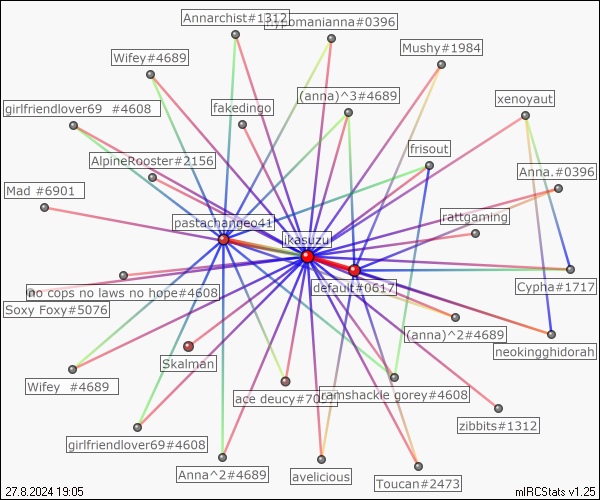 Annarchist#1312
hypomanianna#0396
Mushy#1984
Wifey#4689
(anna)^3#4689
xenoyaut
girlfriendlover69 #4608
fakedingo
frisout
AlpineRooster#2156
Anna.#0396
Mad #6901
pastachangeo41
rattgaming
ikasuzu
no cops no laws no hope#4608
default#0617
Cypha#1717
Soxy Foxy#5076
(anna)^2#4689
neokingghidorah
Skalman
Wifey #4689
ace deucy#709
ramshackle gorey#4608
zibbits#1312
girlfriendlover69#4608
Anna^2#4689
avelicious
Toucan#2473
27.8.2024 19:05
mIRCStats v1.25